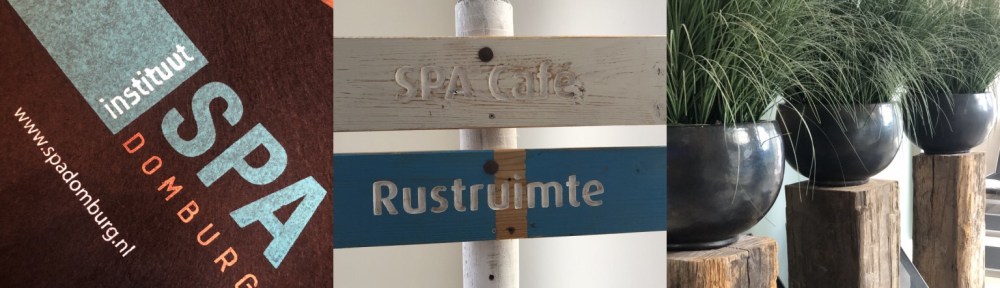 instituut
SPA
DOMBURG
www.spadomburg.nl
SPA Cafe
Rustruimte